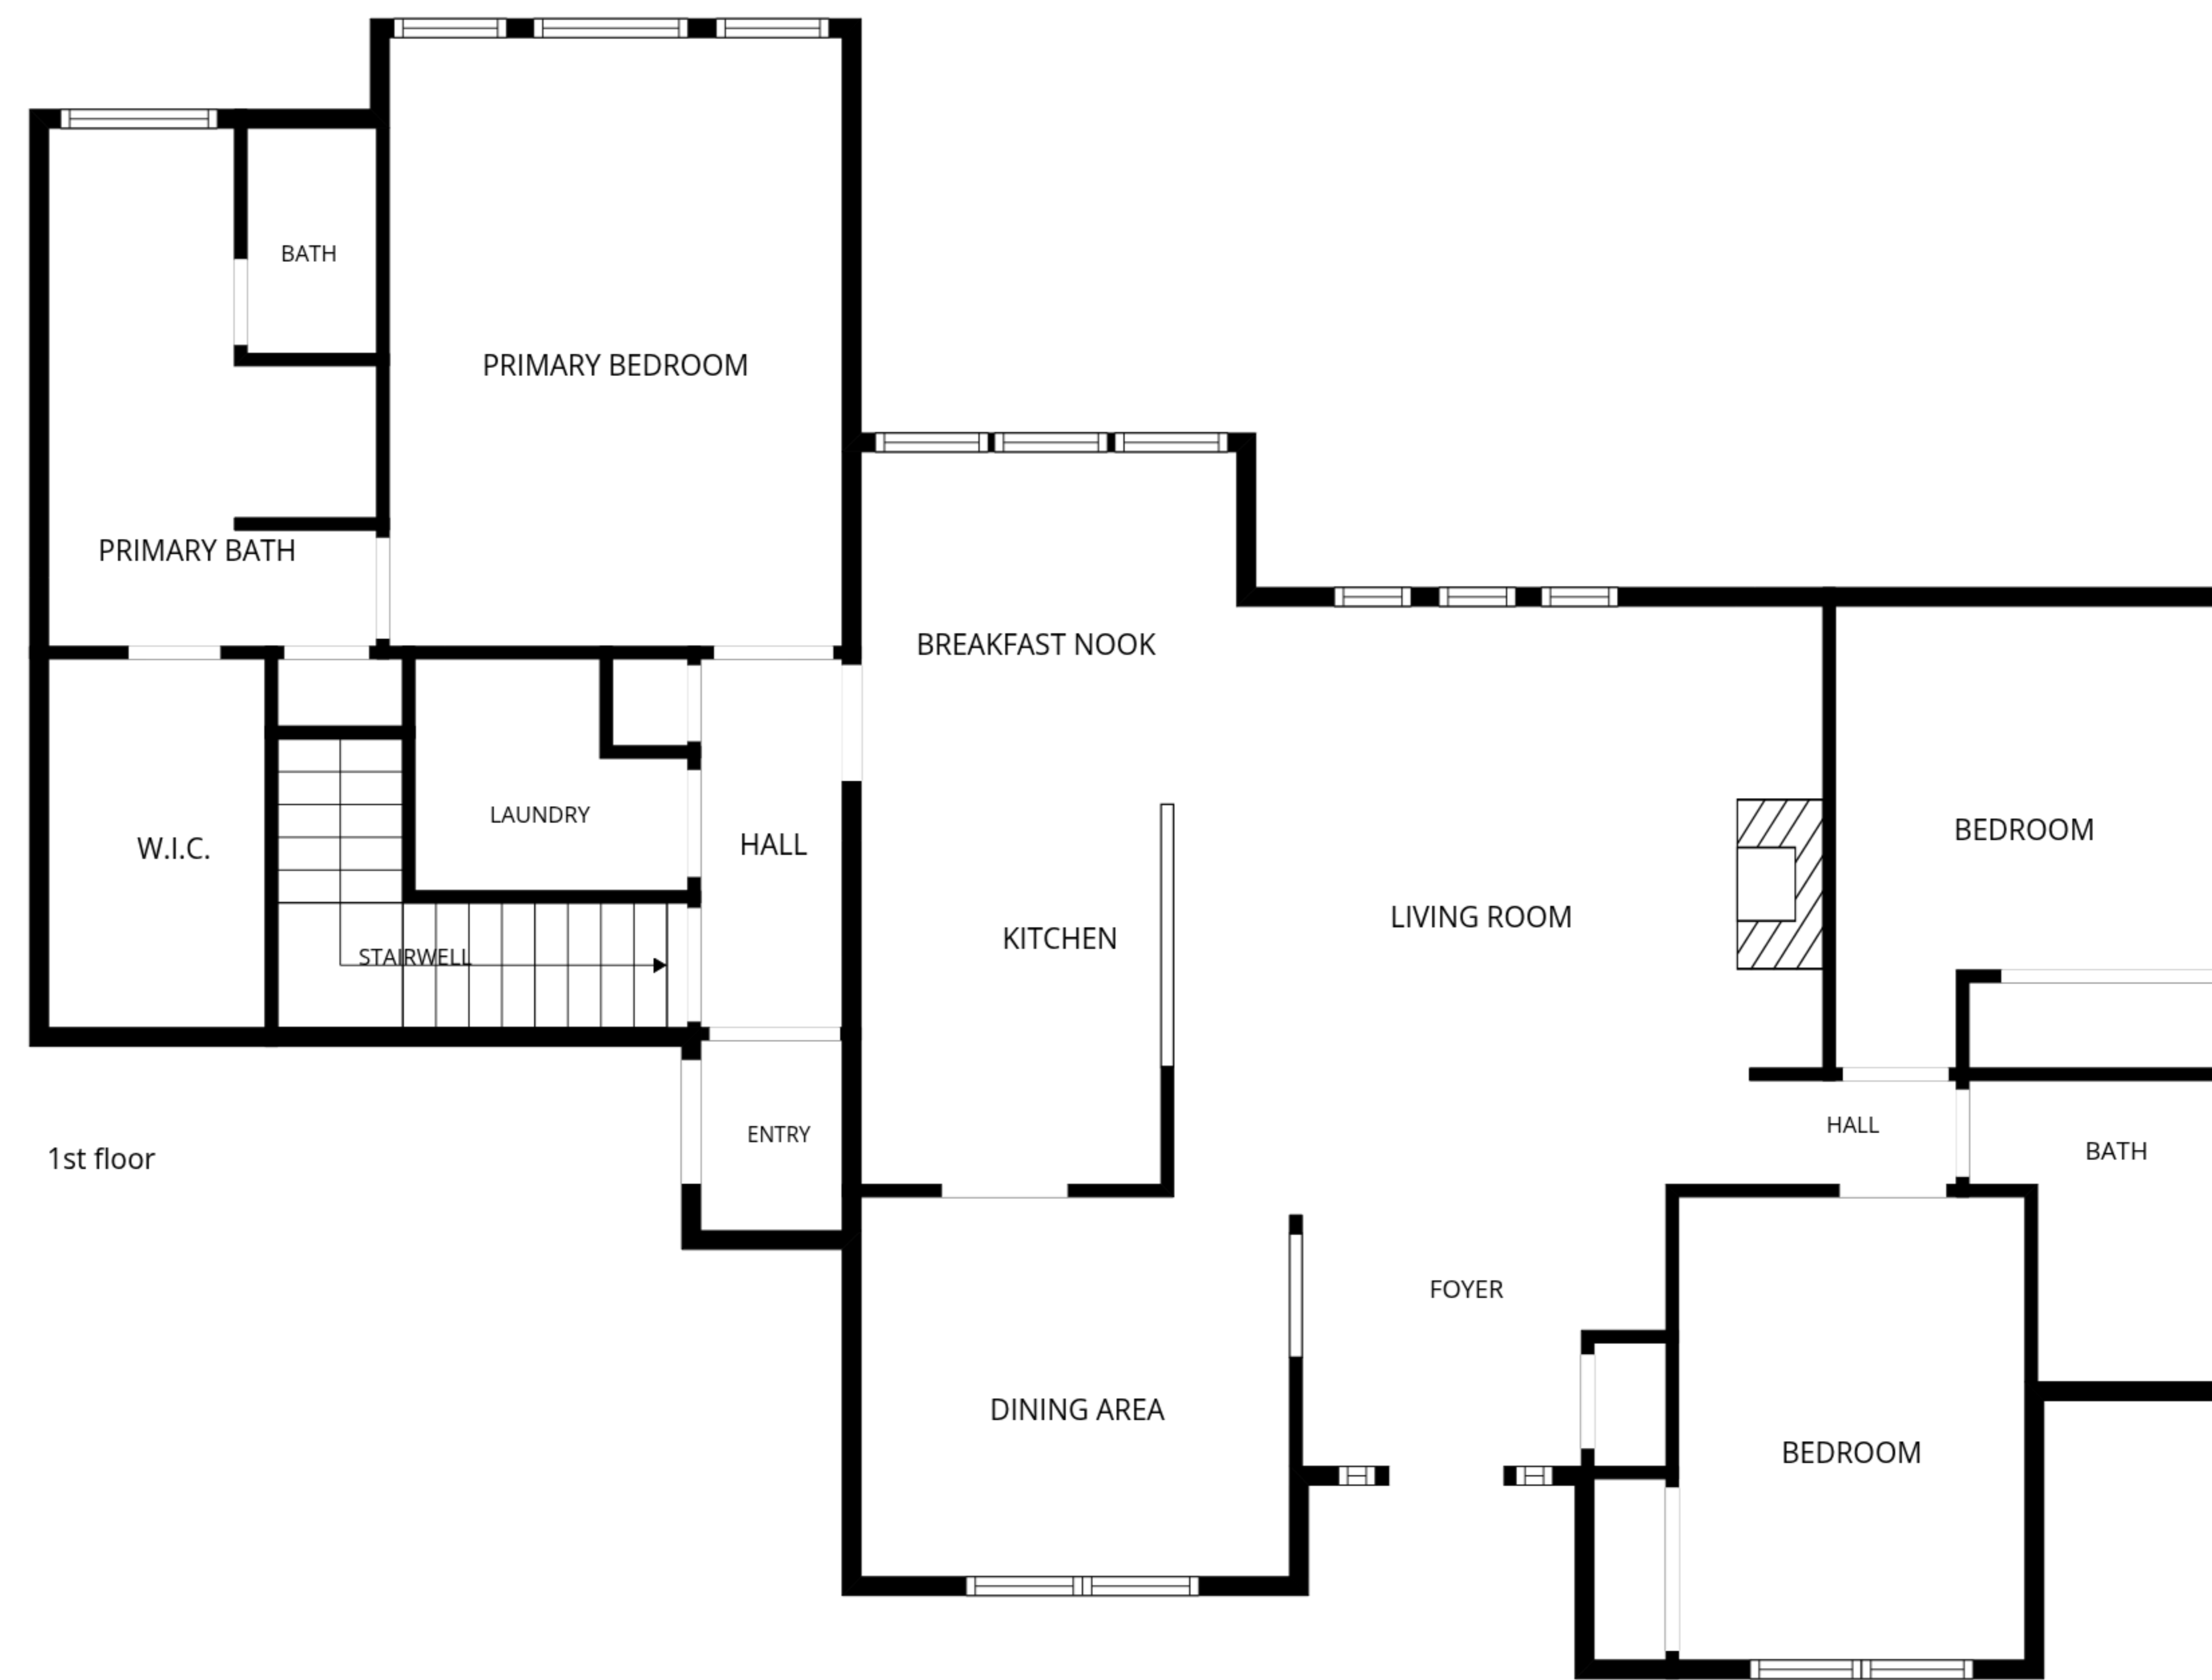 BATH
PRIMARY BEDROOM
PRIMARY BATH
BREAKFAST NOOK
LAUNDRY
W.I.C.
HALL
BEDROOM
KITCHEN
LIVING ROOM
STAIRWELL
ENTRY
HALL
BATH
1st floor
FOYER
DINING AREA
BEDROOM